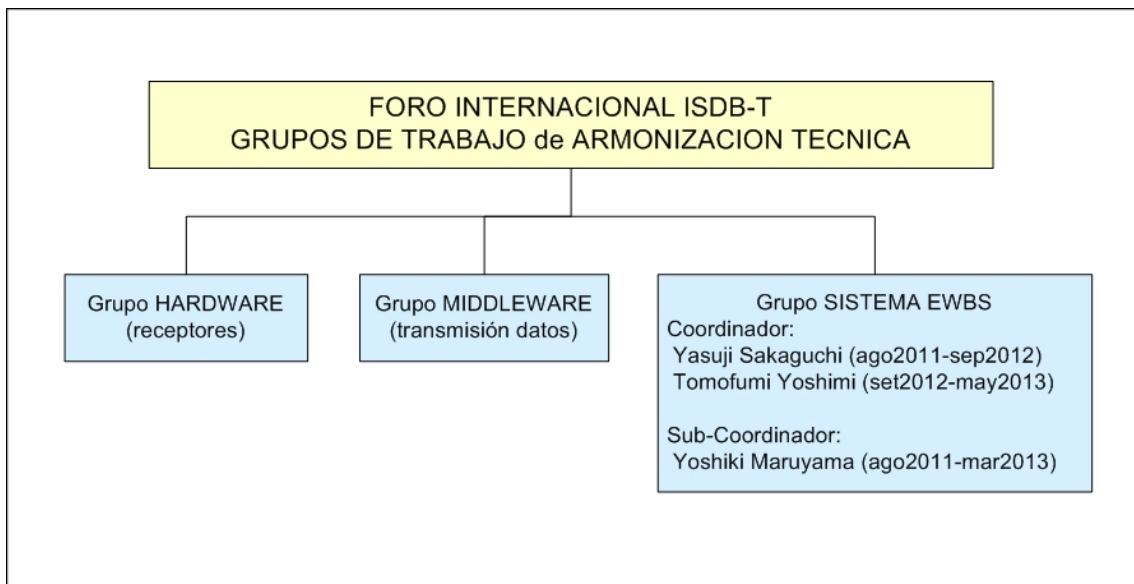 FORO INTERNACIONAL ISDB-T
GRUPOS DE TRABAJO de ARMONIZACION TECNICA
Grupo HARDWARE
(receptores)
Grupo MIDDLEWARE
(transmisión datos)
Grupo SISTEMA EWBS
Coordinador:
Yasuji Sakaguchi (ago2011-sep2012)
Tomofumi Yoshimi (set2012-may2013)
Sub-Coordinador:
Yoshiki Maruyama (ago2011-mar2013)